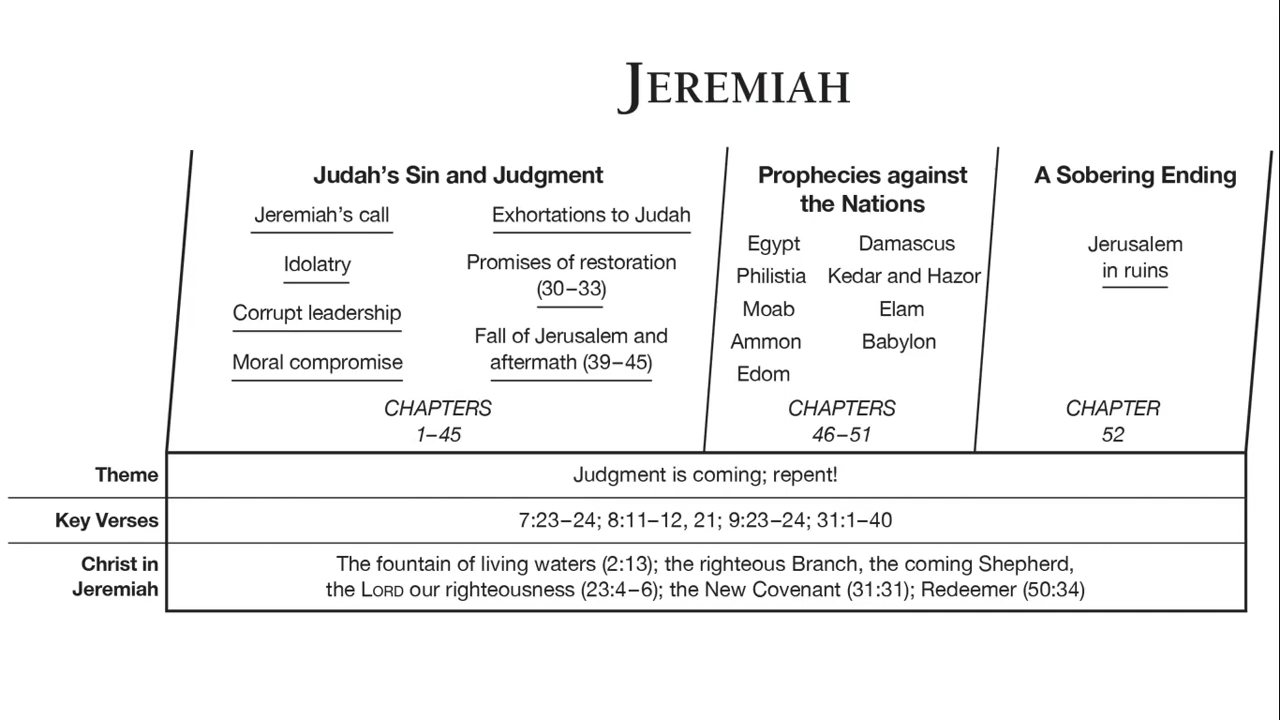 JEREMIAH
Judah's Sin and Judgment
Jeremiah's call
Idolatry
Corrupt leadership
Moral compromise
Exhortations to Judah
Promises of restoration
(30–33)
Fall of Jerusalem and
aftermath (39–45)
CHAPTERS
1–45
Prophecies against
the Nations
Egypt
Philistia
Moab
Ammon
Edom
Damascus
Kedar and Hazor
Elam
Babylon
CHAPTERS
46–51
A Sobering Ending
Jerusalem
in ruins
CHAPTER
52
Theme
Judgment is coming; repent!
Key Verses
7:23–24; 8:11–12, 21; 9:23–24; 31:1–40
Christ in
Jeremiah
The fountain of living waters (2:13); the righteous Branch, the coming Shepherd,
the LORD our righteousness (23:4–6); the New Covenant (31:31); Redeemer (50:34)